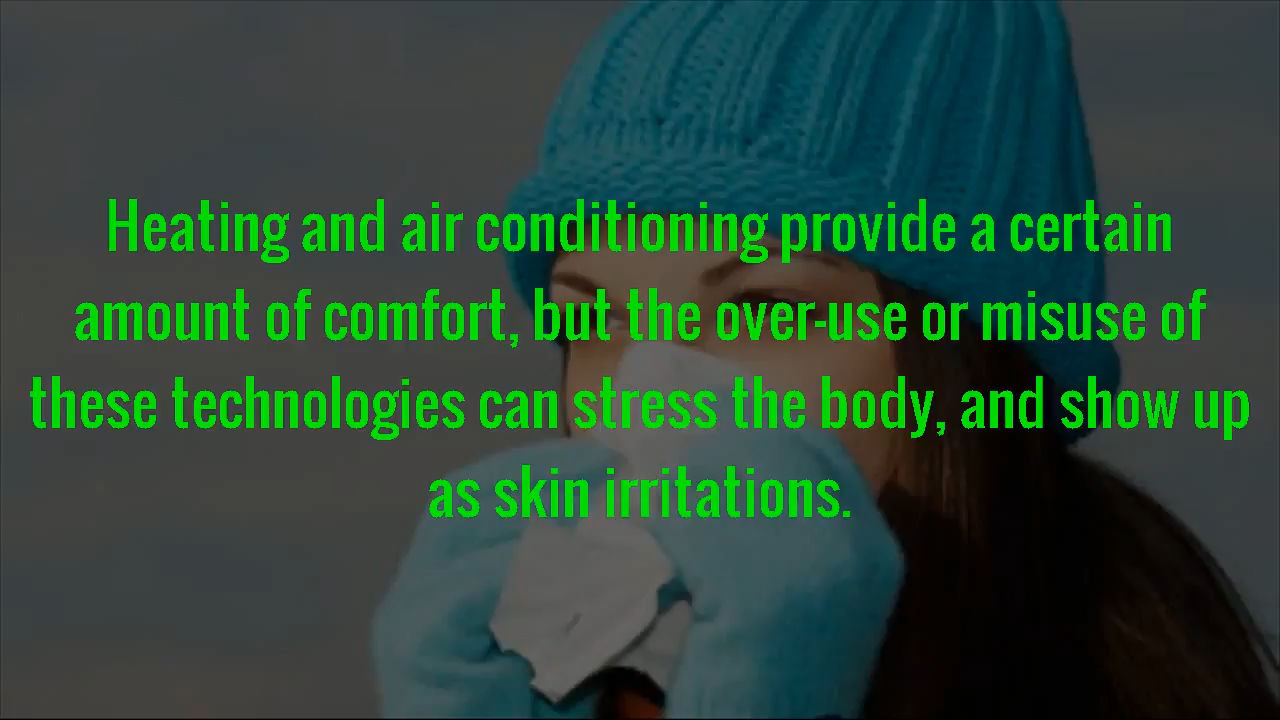 Heating and air conditioning provide a certain
amount of comfort, but the over-use or misuse of
these technologies can stress the body, and show up
as skin irritations.